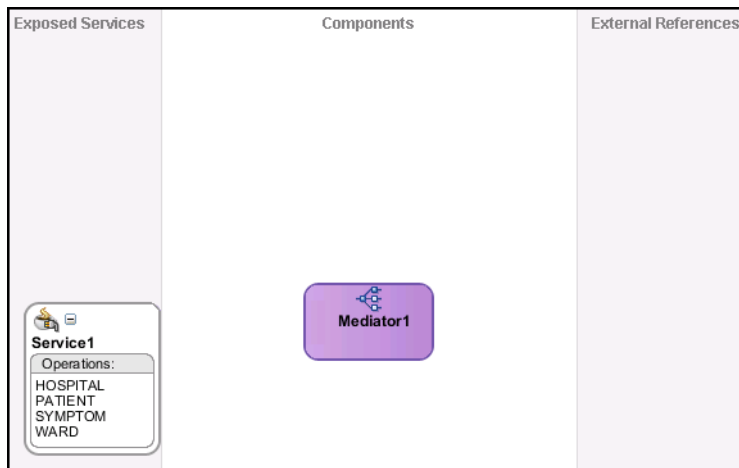 Exposed Services
Components
External References
Mediator1
Service1
Operations:
HOSPITAL
PATIENT
SYMPTOM
WARD